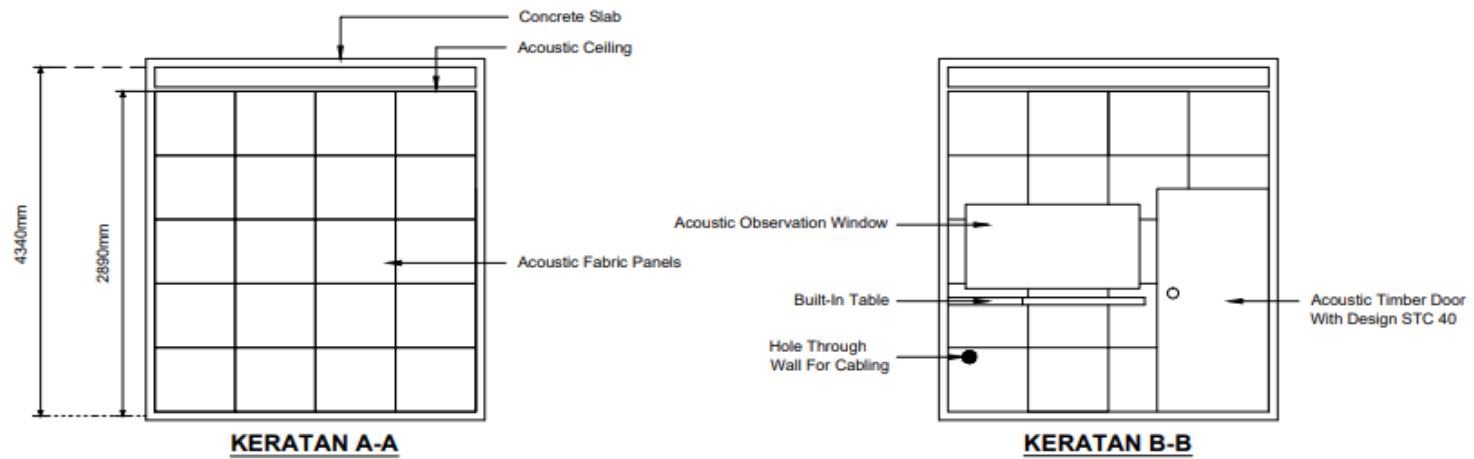 Concrete Slab
Acoustic Ceiling
4340mm
2890mm
Acoustic Fabric Panels
KERATAN A-A
Acoustic Observation Window
Built-In Table
Hole Through
Wall For Cabling
Acoustic Timber Door
With Design STC 40
KERATAN B-B